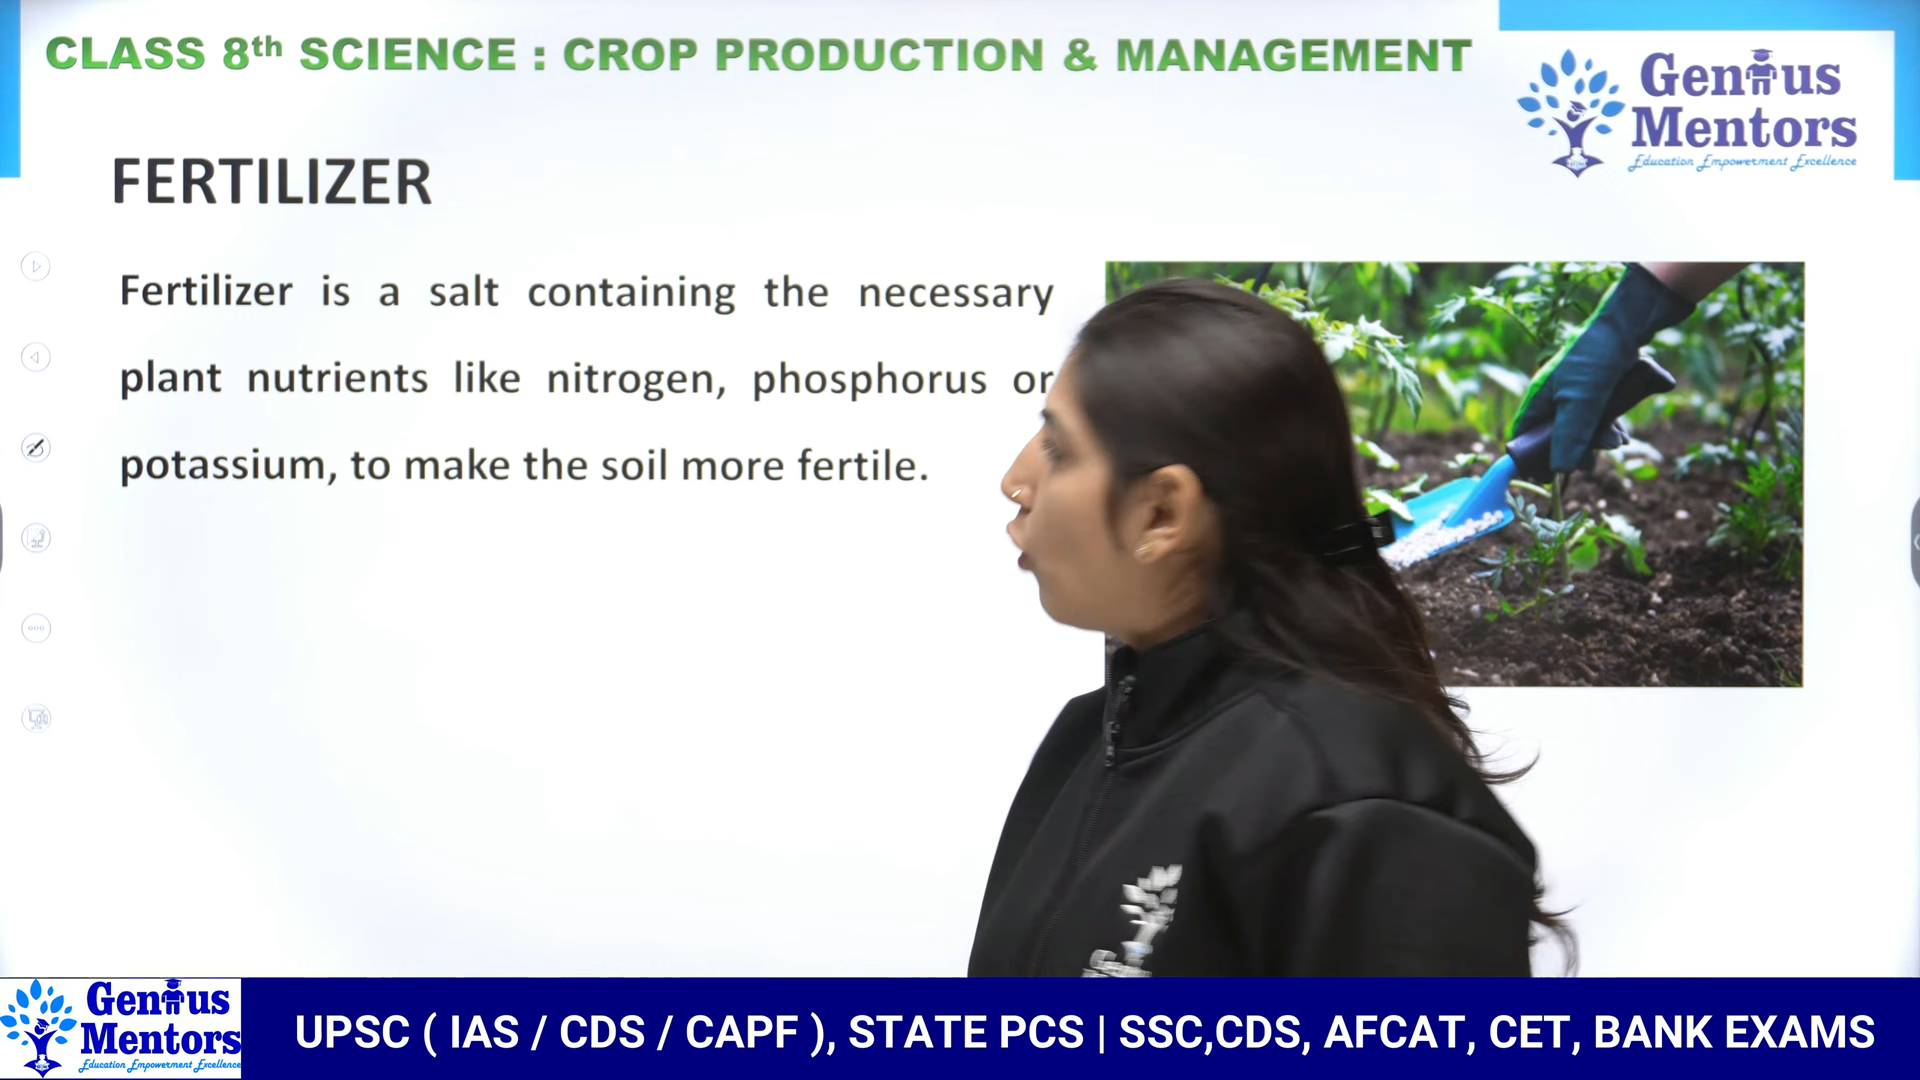 CLASS 8th SCIENCE : CROP PRODUCTION & MANAGEMENT
Genius
Mentors
Education Empowerment Excellence
FERTILIZER
Fertilizer is a salt containing the necessary
plant nutrients like nitrogen, phosphorus or
potassium, to make the soil more fertile.
Genius
Mentors
Education Empowerment Excellence
UPSC ( IAS / CDS / CAPF ), STATE PCS | SSC,CDS, AFCAT, CET, BANK EXAMS